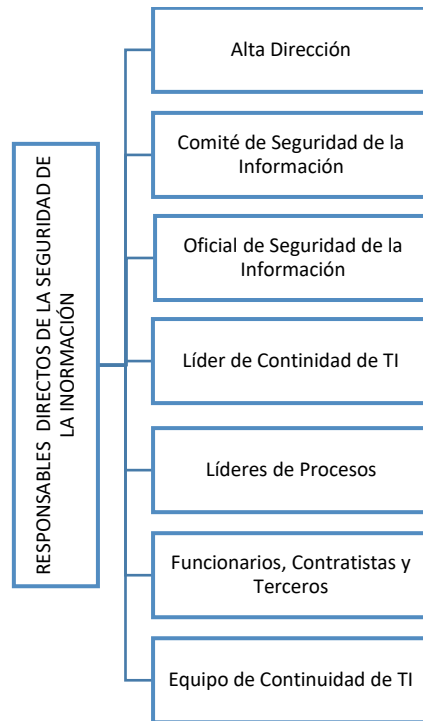 RESPONSABLES DIRECTOS DE LA SEGURIDAD DE
LA INORMACIÓN
Alta Dirección
Comité de Seguridad de la
Información
Oficial de Seguridad de la
Información
Líder de Continidad de TI
Líderes de Procesos
Funcionarios, Contratistas y
Terceros
Equipo de Continuidad de TI